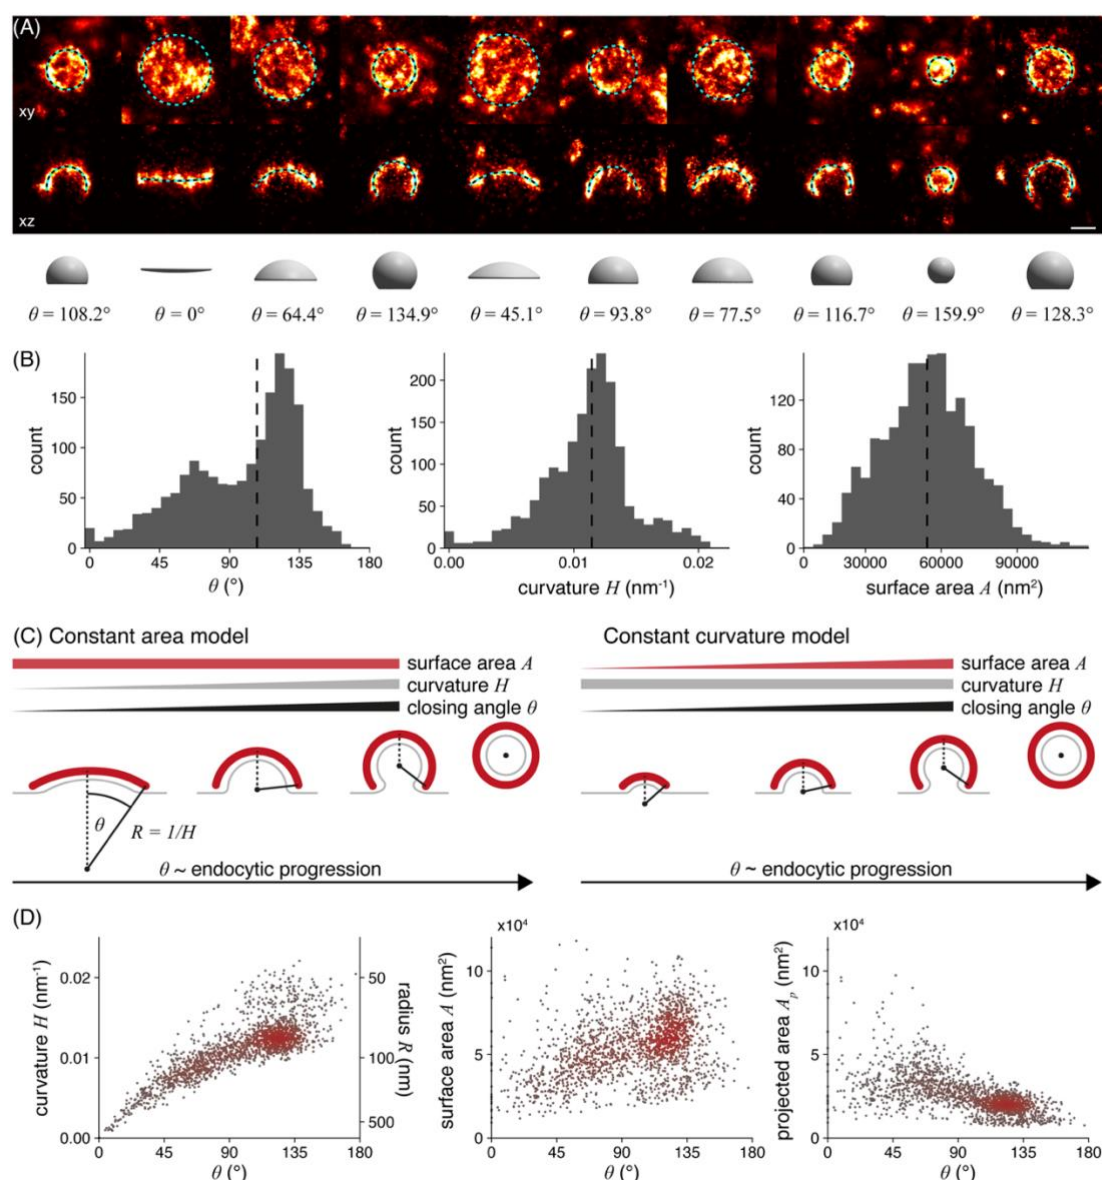 (A)
xy
xz
θ = 108.2° θ = 0° θ = 64.4° θ = 134.9° θ = 45.1° θ = 93.8° θ = 77.5° θ = 116.7° θ = 159.9° θ = 128.3°
(B)
count
150
100
50
0
0 45 90 135 180
θ (°)
count
200
150
100
50
0
0.00 0.01 0.02
curvature H (nm⁻¹)
count
120
80
40
0
30000 60000 90000
surface area A (nm²)
(C) Constant area model
surface area A
curvature H
closing angle θ
θ
R = 1/H
θ ~ endocytic progression
Constant curvature model
surface area A
curvature H
closing angle θ
θ ~ endocytic progression
(D)
curvature H (nm⁻¹)
0.02
0.01
0.00
0 45 90 135 180
θ (°)
50
100
500
radius R (nm)
x10⁴
surface area A (nm²)
10
5
0
0 45 90 135 180
θ (°)
x10⁴
projected area Aₚ (nm²)
10
5
0
0 45 90 135 180
θ (°)